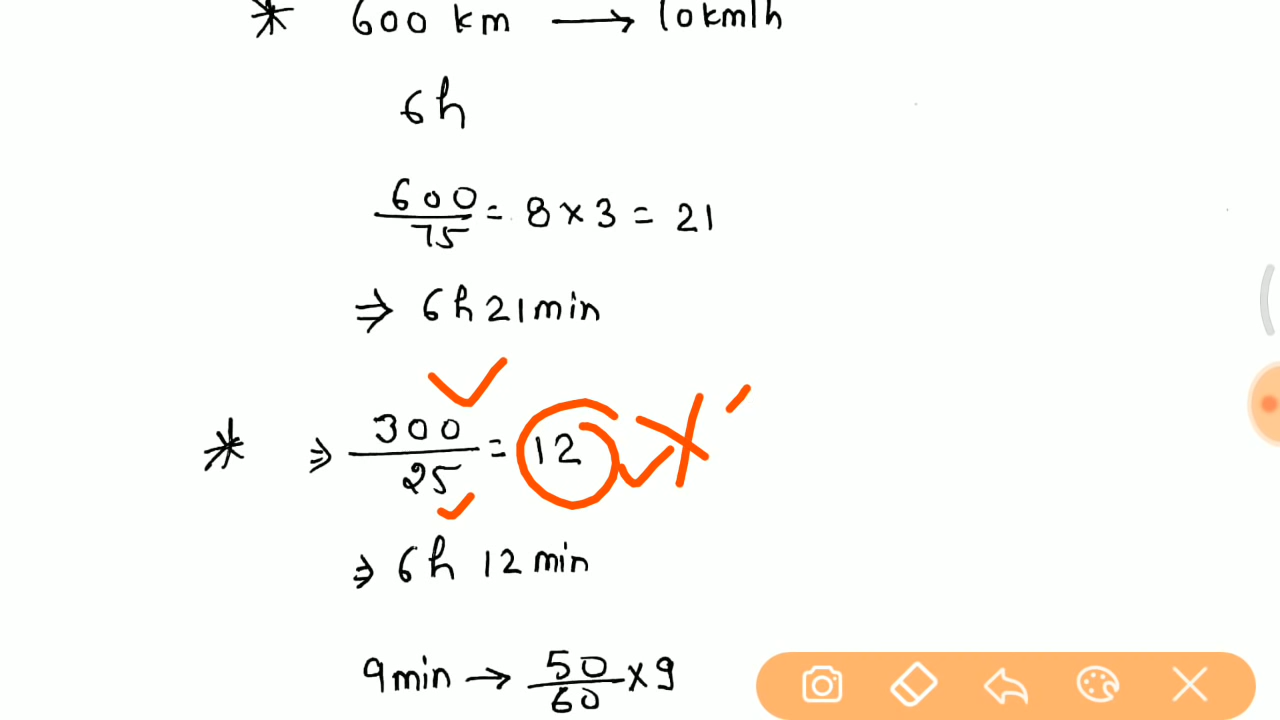 * 600 km → 10km/h
6h
600/75 = 8 × 3 = 21
⇒ 6h 21min
* ⇒ 300/25 = 12
⇒ 6h 12 min
9min → 50/60 × 9